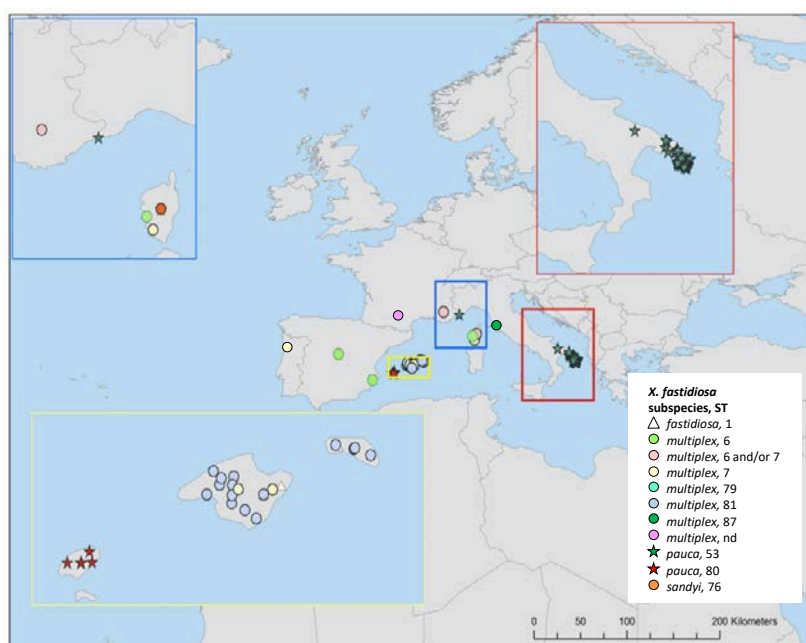 X. fastidiosa
subspecies, ST
fastidiosa, 1
multiplex, 6
multiplex, 6 and/or 7
multiplex, 7
multiplex, 79
multiplex, 81
multiplex, 87
multiplex, nd
pauca, 53
pauca, 80
sandyi, 76
0 50 100 200 Kilometers